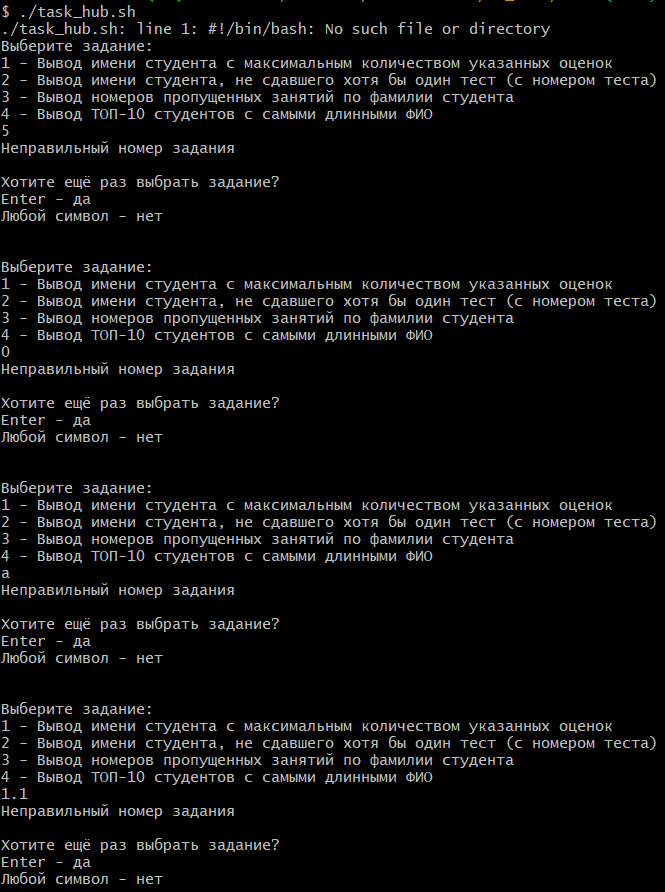 $ ./task_hub.sh
./task_hub.sh: line 1: #!/bin/bash: No such file or directory
Выберите задание:
1 - Вывод имени студента с максимальным количеством указанных оценок
2 - Вывод имени студента, не сдавшего хотя бы один тест (с номером теста)
3 - Вывод номеров пропущенных занятий по фамилии студента
4 - Вывод ТОП-10 студентов с самыми длинными ФИО
5
Неправильный номер задания
Хотите ещё раз выбрать задание?
Enter - да
Любой символ - нет
Выберите задание:
1 - Вывод имени студента с максимальным количеством указанных оценок
2 - Вывод имени студента, не сдавшего хотя бы один тест (с номером теста)
3 - Вывод номеров пропущенных занятий по фамилии студента
4 - Вывод ТОП-10 студентов с самыми длинными ФИО
0
Неправильный номер задания
Хотите ещё раз выбрать задание?
Enter - да
Любой символ - нет
Выберите задание:
1 - Вывод имени студента с максимальным количеством указанных оценок
2 - Вывод имени студента, не сдавшего хотя бы один тест (с номером теста)
3 - Вывод номеров пропущенных занятий по фамилии студента
4 - Вывод ТОП-10 студентов с самыми длинными ФИО
a
Неправильный номер задания
Хотите ещё раз выбрать задание?
Enter - да
Любой символ - нет
Выберите задание:
1 - Вывод имени студента с максимальным количеством указанных оценок
2 - Вывод имени студента, не сдавшего хотя бы один тест (с номером теста)
3 - Вывод номеров пропущенных занятий по фамилии студента
4 - Вывод ТОП-10 студентов с самыми длинными ФИО
1.1
Неправильный номер задания
Хотите ещё раз выбрать задание?
Enter - да
Любой символ - нет